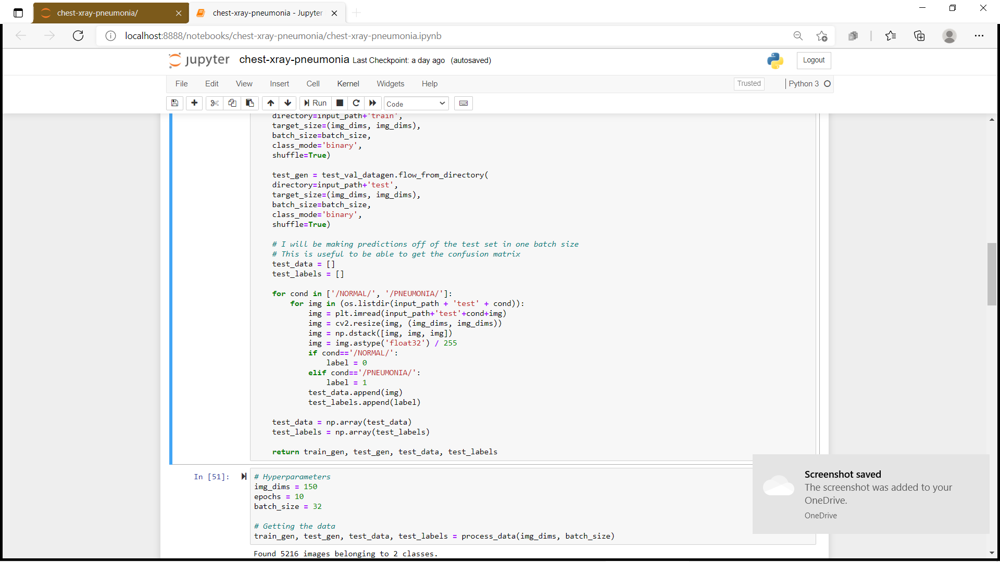 chest-xray-pneumonia/
chest-xray-pneumonia - Jupyter
localhost:8888/notebooks/chest-xray-pneumonia/chest-xray-pneumonia.ipynb
jupyter chest-xray-pneumonia Last Checkpoint: a day ago (autosaved)
Logout
File Edit View Insert Cell Kernel Widgets Help
Trusted
Python 3
Run
Code
directory=input_path+'train',
target_size=(img_dims, img_dims),
batch_size=batch_size,
class_mode='binary',
shuffle=True)
test_gen = test_val_datagen.flow_from_directory(
directory=input_path+'test',
target_size=(img_dims, img_dims),
batch_size=batch_size,
class_mode='binary',
shuffle=True)
# I will be making predictions off of the test set in one batch size
# This is useful to be able to get the confusion matrix
test_data = []
test_labels = []
for cond in ['/NORMAL/', '/PNEUMONIA/']:
for img in (os.listdir(input_path + 'test' + cond)):
img = plt.imread(input_path+'test'+cond+img)
img = cv2.resize(img, (img_dims, img_dims))
img = np.dstack([img, img, img])
img = img.astype('float32') / 255
if cond=='/NORMAL/':
label = 0
elif cond=='/PNEUMONIA/':
label = 1
test_data.append(img)
test_labels.append(label)
test_data = np.array(test_data)
test_labels = np.array(test_labels)
return train_gen, test_gen, test_data, test_labels
In [51]:
# Hyperparameters
img_dims = 150
epochs = 10
batch_size = 32
# Getting the data
train_gen, test_gen, test_data, test_labels = process_data(img_dims, batch_size)
Found 5216 images belonging to 2 classes.
Screenshot saved
The screenshot was added to your
OneDrive.
OneDrive